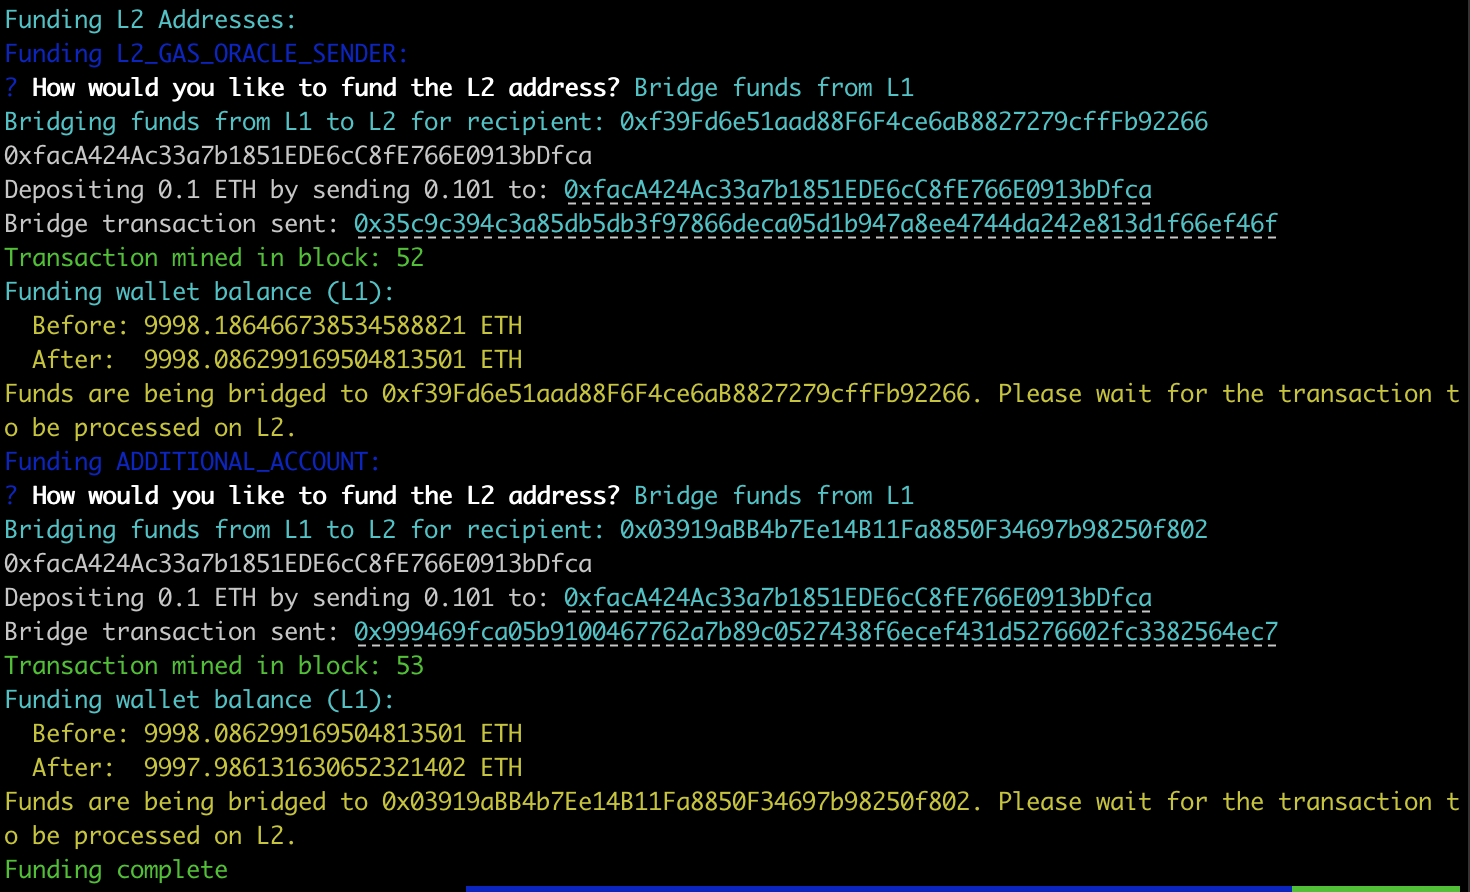 Funding L2 Addresses:
Funding L2_GAS_ORACLE_SENDER:
? How would you like to fund the L2 address? Bridge funds from L1
Bridging funds from L1 to L2 for recipient: 0xf39Fd6e51aad88F6F4ce6aB8827279cffFb92266
0xfacA424Ac33a7b1851EDE6cC8fE766E0913bDfca
Depositing 0.1 ETH by sending 0.101 to: 0xfacA424Ac33a7b1851EDE6cC8fE766E0913bDfca
Bridge transaction sent: 0x35c9c394c3a85db5db3f97866deca05d1b947a8ee4744da242e813d1f66ef46f
Transaction mined in block: 52
Funding wallet balance (L1):
  Before: 9998.186466738534588821 ETH
  After:  9998.086299169504813501 ETH
Funds are being bridged to 0xf39Fd6e51aad88F6F4ce6aB8827279cffFb92266. Please wait for the transaction t
o be processed on L2.
Funding ADDITIONAL_ACCOUNT:
? How would you like to fund the L2 address? Bridge funds from L1
Bridging funds from L1 to L2 for recipient: 0x03919aBB4b7Ee14B11Fa8850F34697b98250f802
0xfacA424Ac33a7b1851EDE6cC8fE766E0913bDfca
Depositing 0.1 ETH by sending 0.101 to: 0xfacA424Ac33a7b1851EDE6cC8fE766E0913bDfca
Bridge transaction sent: 0x999469fca05b9100467762a7b89c0527438f6ecef431d5276602fc3382564ec7
Transaction mined in block: 53
Funding wallet balance (L1):
  Before: 9998.086299169504813501 ETH
  After:  9997.986131630652321402 ETH
Funds are being bridged to 0x03919aBB4b7Ee14B11Fa8850F34697b98250f802. Please wait for the transaction t
o be processed on L2.
Funding complete